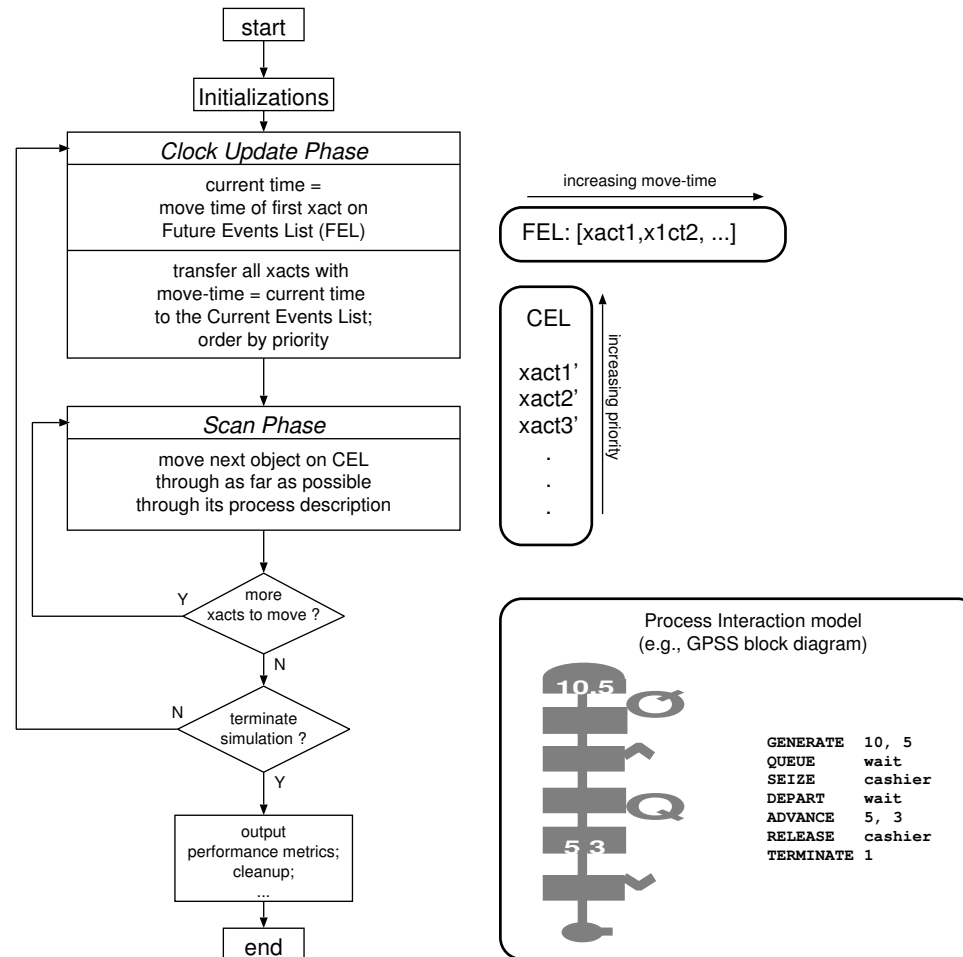 start
Initializations
Clock Update Phase
current time =
move time of first xact on
Future Events List (FEL)
transfer all xacts with
move-time = current time
to the Current Events List;
order by priority
Scan Phase
move next object on CEL
through as far as possible
through its process description
more
xacts to move ?
Y
N
terminate
simulation ?
N
Y
output
performance metrics;
cleanup;
...
end
increasing move-time
FEL: [xact1,x1ct2, ...]
CEL
xact1'
xact2'
xact3'
.
.
.
increasing priority
Process Interaction model
(e.g., GPSS block diagram)
10.5
Q
Q
5 3
GENERATE 10, 5
QUEUE wait
SEIZE cashier
DEPART wait
ADVANCE 5, 3
RELEASE cashier
TERMINATE 1